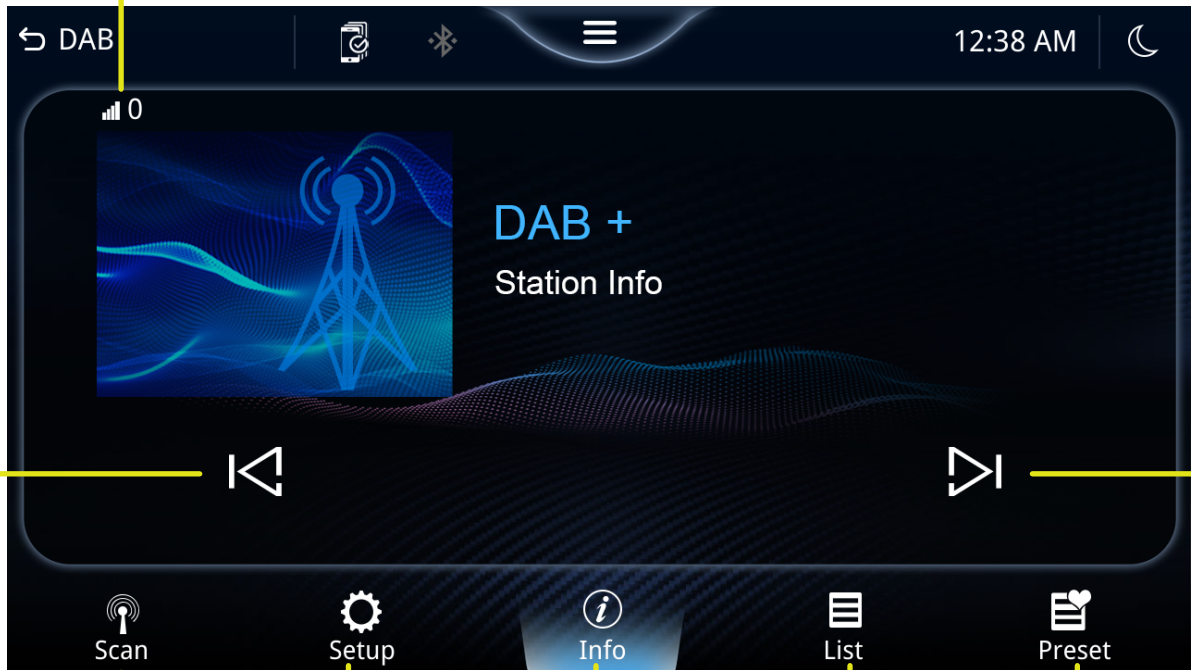 DAB
12:38 AM
0
DAB +
Station Info
Scan
Setup
Info
List
Preset